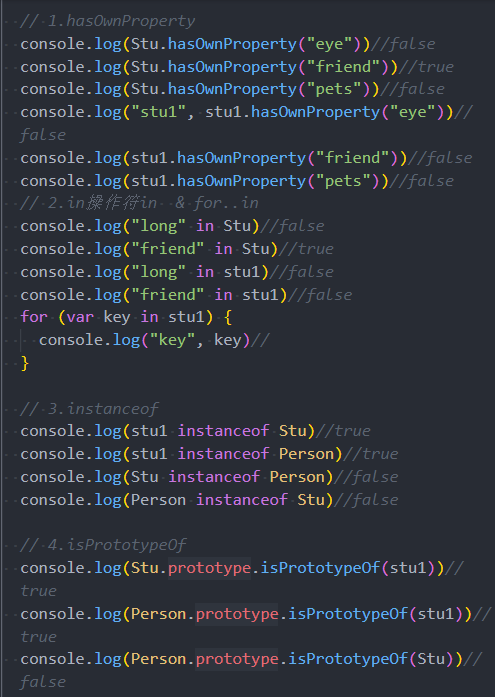 // 1.hasOwnProperty
console.log(Stu.hasOwnProperty("eye"))//false
console.log(Stu.hasOwnProperty("friend"))//true
console.log(Stu.hasOwnProperty("pets"))//false
console.log("stu1", stu1.hasOwnProperty("eye"))//
false
console.log(stu1.hasOwnProperty("friend"))//false
console.log(stu1.hasOwnProperty("pets"))//false
// 2.in操作符in  & for..in
console.log("long" in Stu)//false
console.log("friend" in Stu)//true
console.log("long" in stu1)//false
console.log("friend" in stu1)//false
for (var key in stu1) {
  console.log("key", key)//
}
// 3.instanceof
console.log(stu1 instanceof Stu)//true
console.log(stu1 instanceof Person)//true
console.log(Stu instanceof Person)//false
console.log(Person instanceof Stu)//false
// 4.isPrototypeOf
console.log(Stu.prototype.isPrototypeOf(stu1))//
true
console.log(Person.prototype.isPrototypeOf(stu1))//
true
console.log(Person.prototype.isPrototypeOf(Stu))//
false